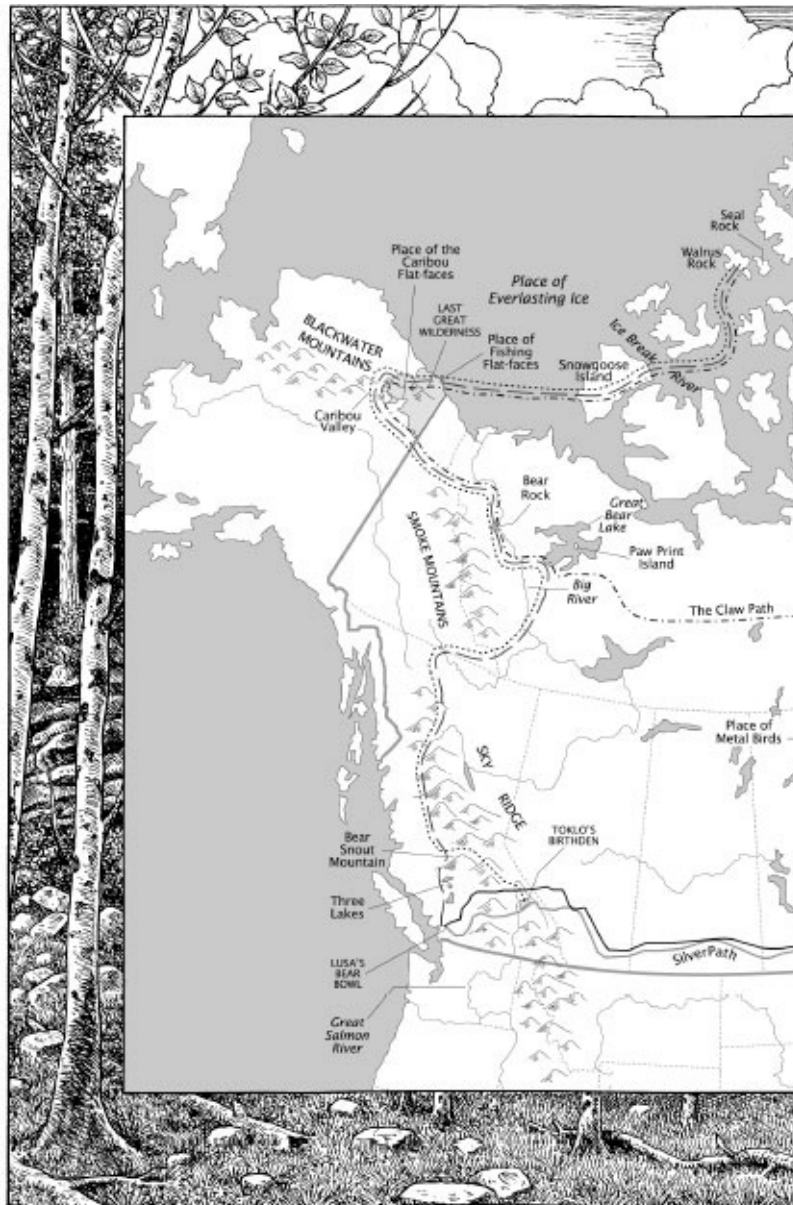 Seal
Rock
Walrus
Rock
Place of the
Caribou
Flat-faces
Place of
Everlasting Ice
LAST
GREAT
WILDERNESS
BLACKWATER
MOUNTAINS
Place of
Fishing
Flat-faces
Ice Break
River
Snowgoose
Island
Caribou
Valley
Bear
Rock
Great
Bear
Lake
SMOKE MOUNTAINS
Paw Print
Island
Big
River
The Claw Path
Place of
Metal Birds
SKY
RIDGE
TOKLO'S
BIRTHDEN
Bear
Snout
Mountain
Three
Lakes
LUSA'S
BEAR
BOWL
SilverPath
Great
Salmon
River